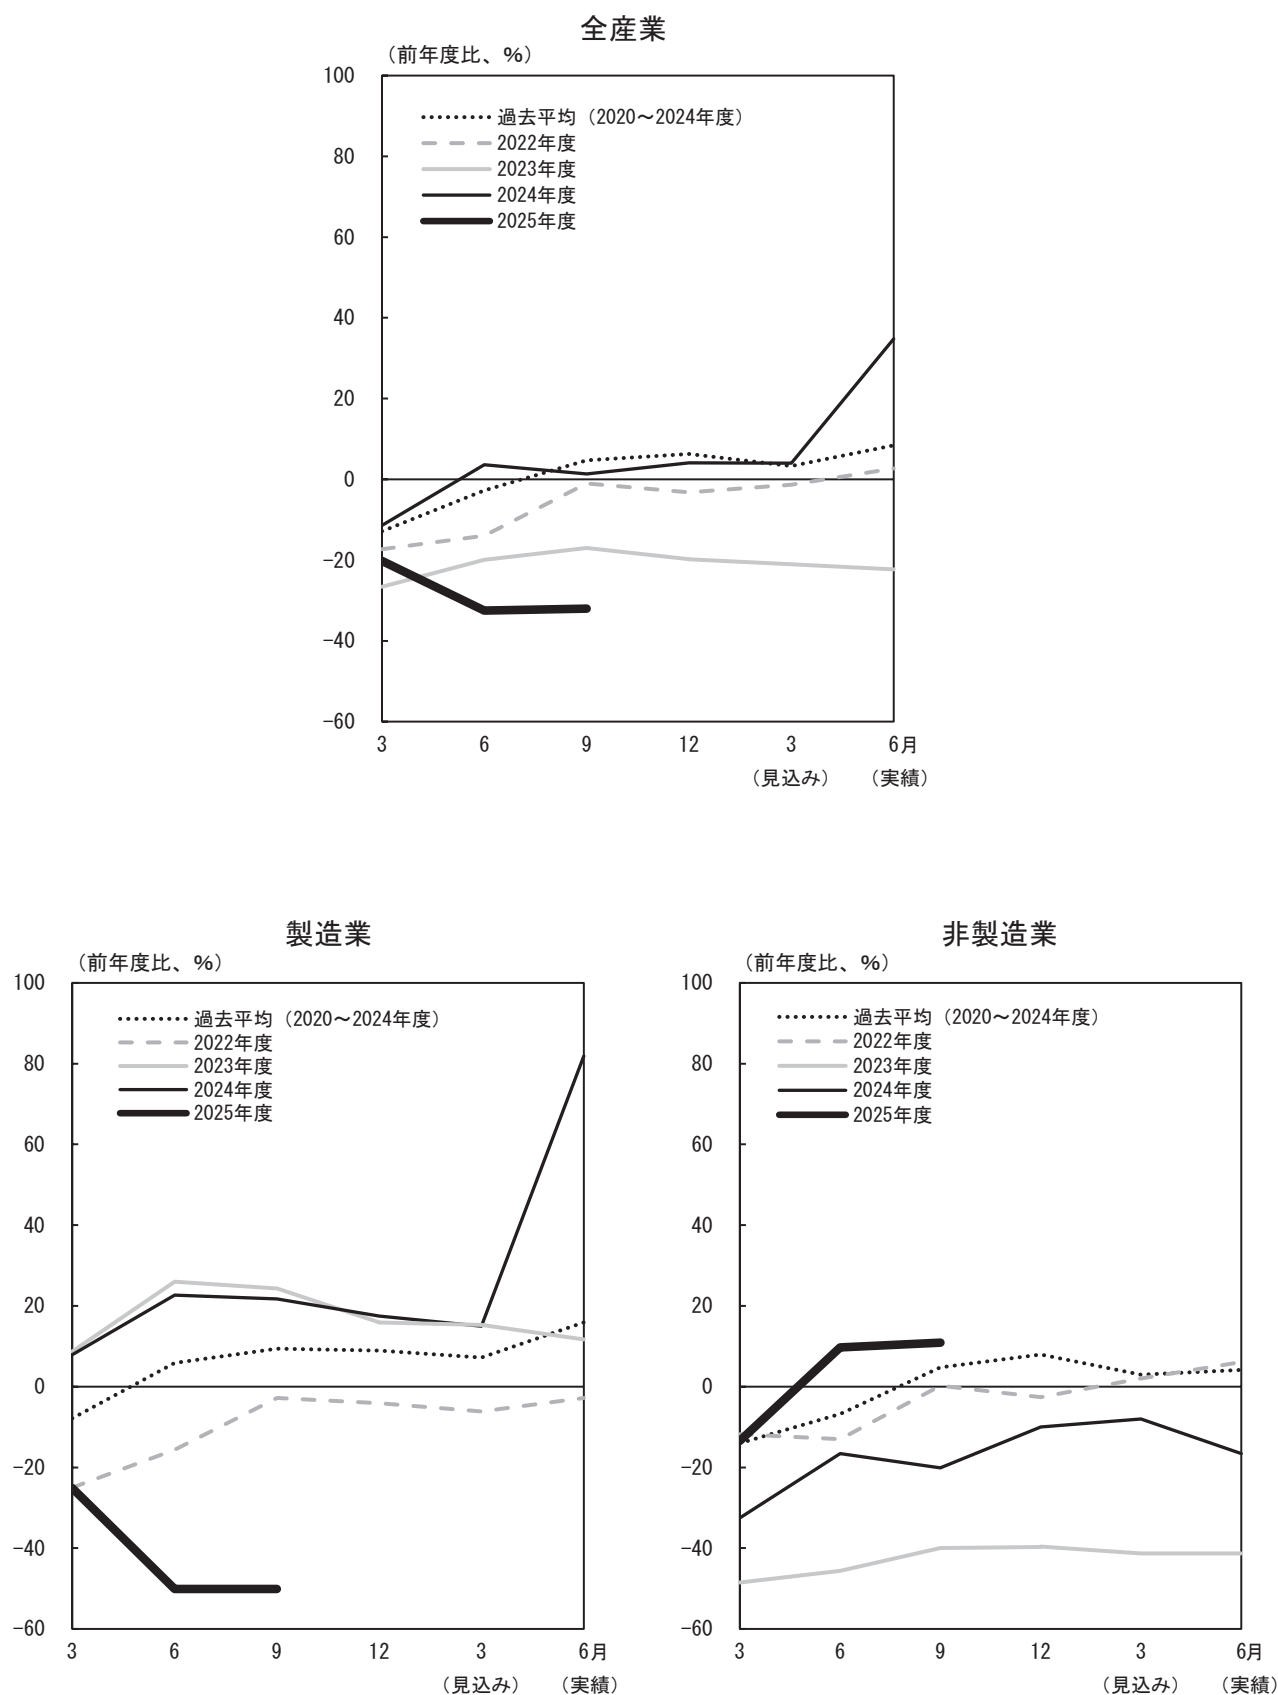 全産業
（前年度比、％）
100
80
60
40
20
0
-20
-40
-60
過去平均（2020～2024年度）
2022年度
2023年度
2024年度
2025年度
3 6 9 12 3 6月
（見込み） （実績）
製造業
（前年度比、％）
100
80
60
40
20
0
-20
-40
-60
過去平均（2020～2024年度）
2022年度
2023年度
2024年度
2025年度
3 6 9 12 3 6月
（見込み） （実績）
非製造業
（前年度比、％）
100
80
60
40
20
0
-20
-40
-60
過去平均（2020～2024年度）
2022年度
2023年度
2024年度
2025年度
3 6 9 12 3 6月
（見込み） （実績）